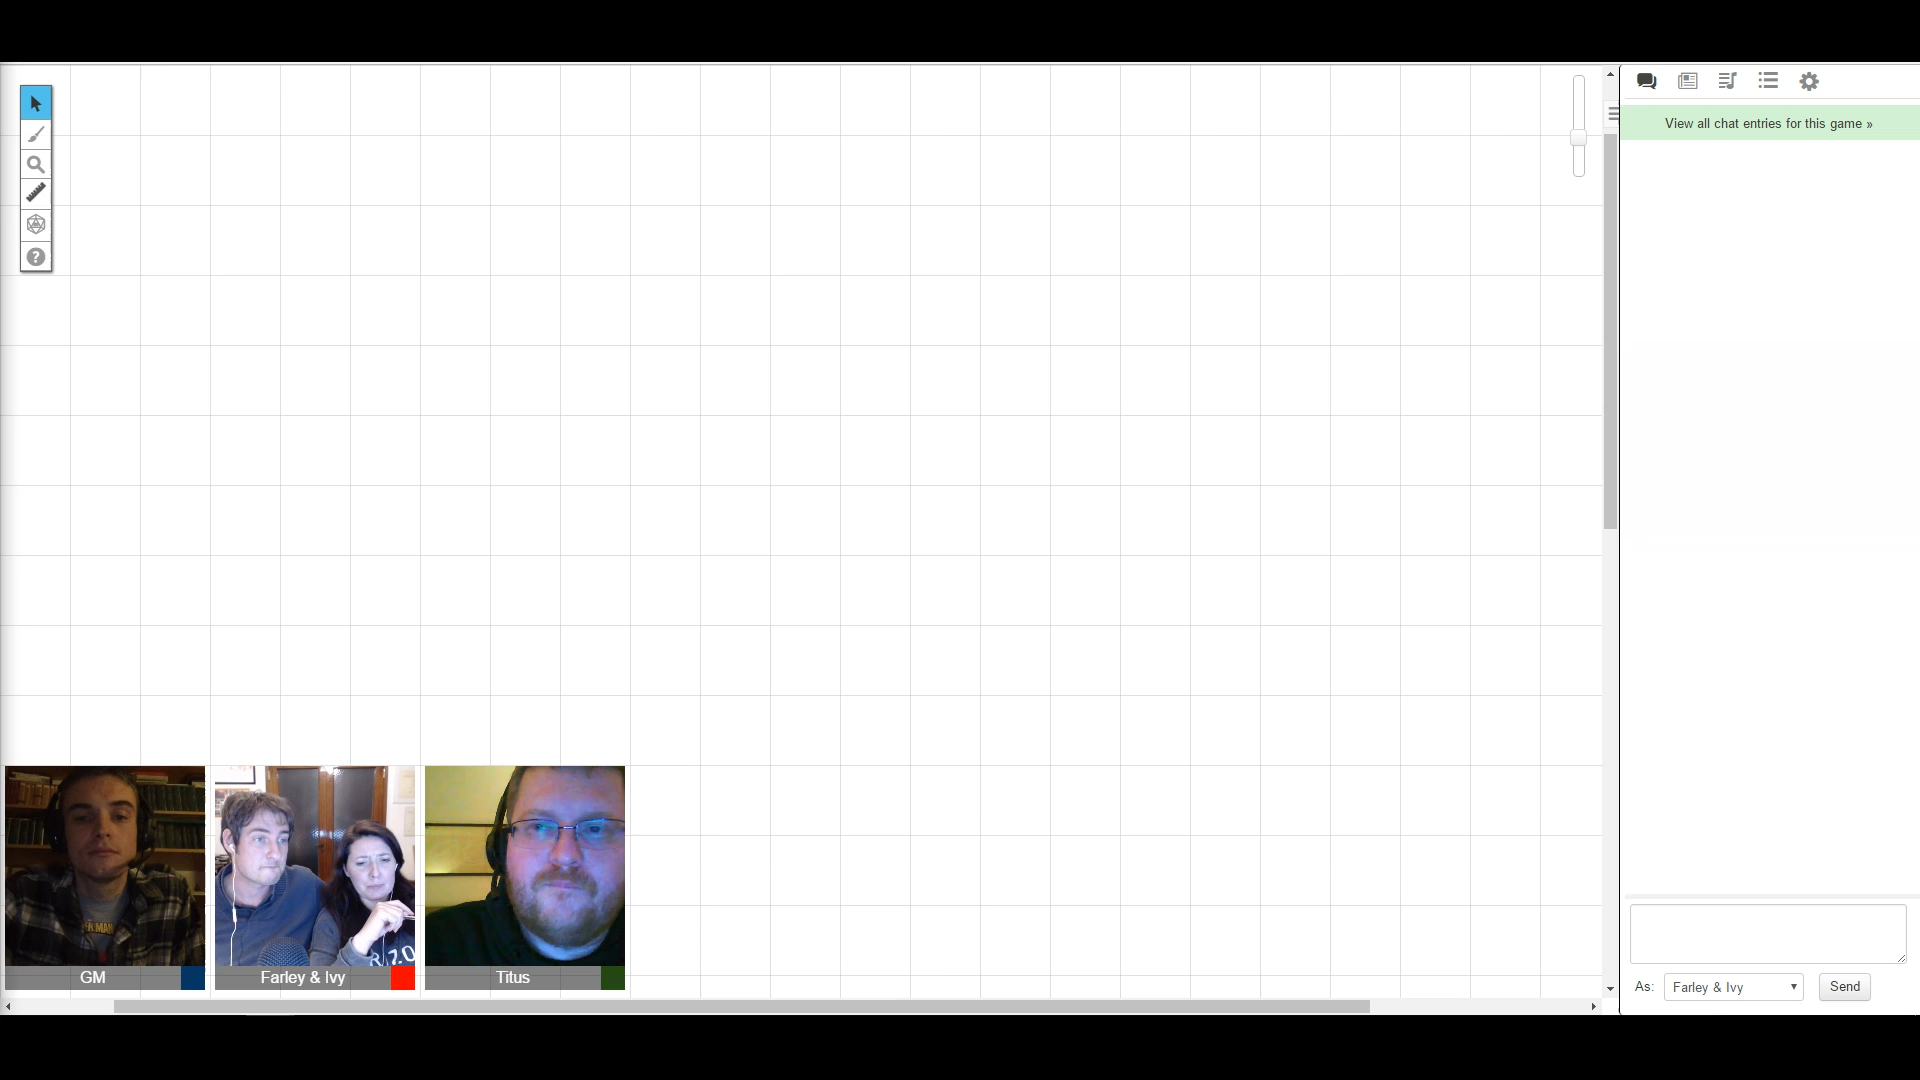 View all chat entries for this game »
GM
Farley & Ivy
Titus
As:
Farley & Ivy
Send